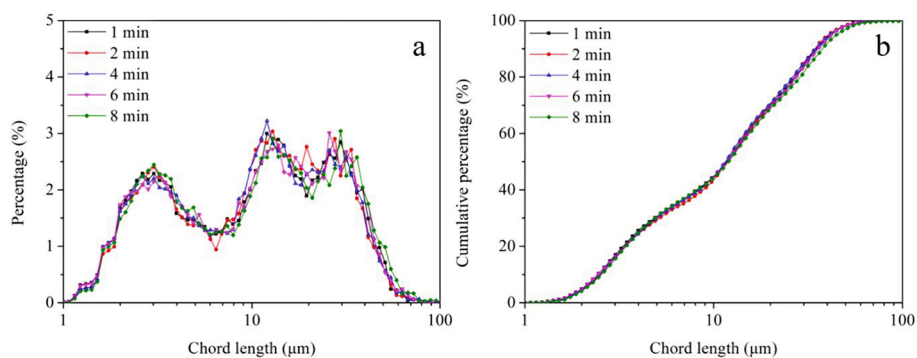 a
1 min
2 min
4 min
6 min
8 min
Percentage (%)
5
4
3
2
1
0
1
10
100
Chord length (μm)
b
1 min
2 min
4 min
6 min
8 min
Cumulative percentage (%)
100
80
60
40
20
0
1
10
100
Chord length (μm)